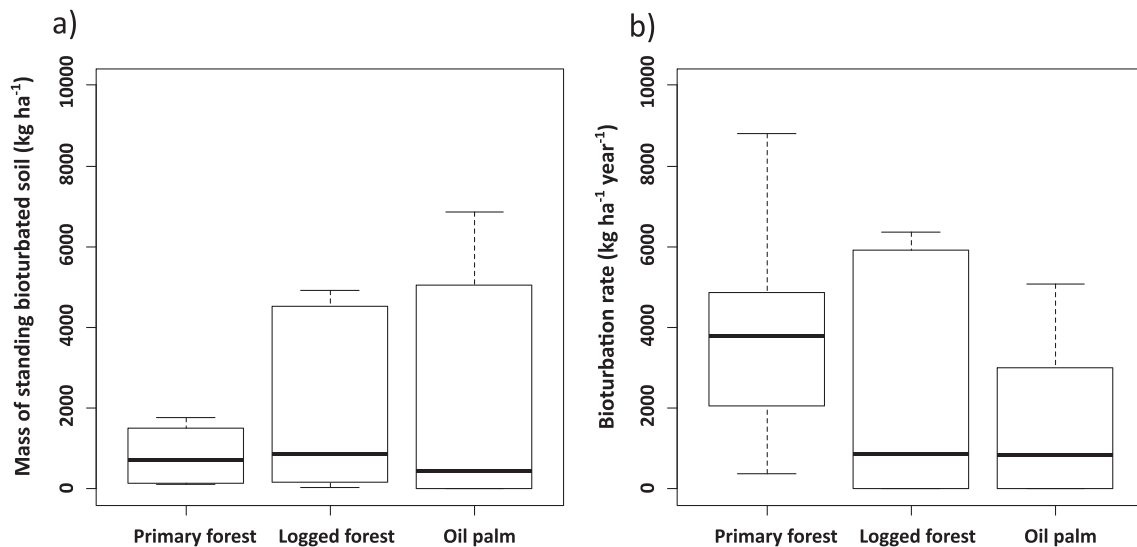 a)
Mass of standing bioturbated soil (kg ha⁻¹)
10000
8000
6000
4000
2000
0
Primary forest
Logged forest
Oil palm
b)
Bioturbation rate (kg ha⁻¹ year⁻¹)
10000
8000
6000
4000
2000
0
Primary forest
Logged forest
Oil palm